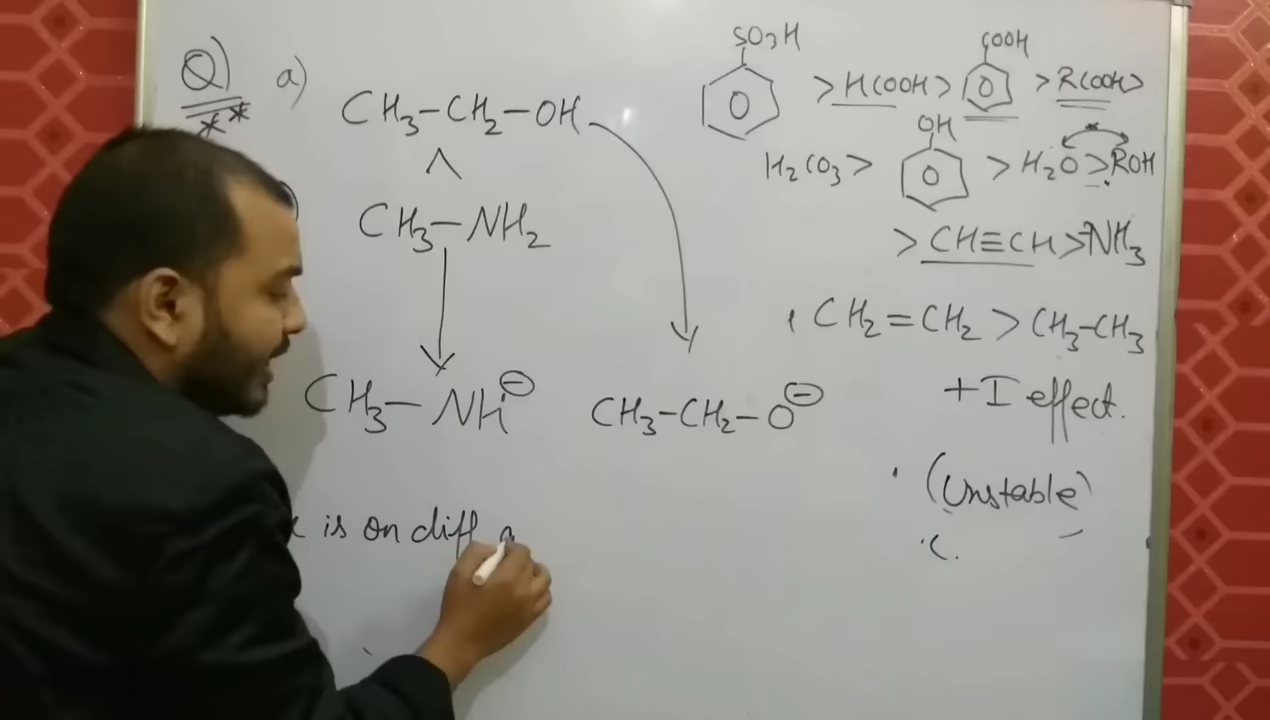 Q) a)
CH₃-CH₂-OH
^
CH₃-NH₂
CH₃-NH⊖ CH₃-CH₂-O⊖
is on diff
SO₃H COOH
> HCOOH > > RCOOH >
OH
H₂CO₃ > > H₂O > ROH
> CH≡CH > NH₃
CH₂=CH₂ > CH₃-CH₃
+I effect.
(Unstable)